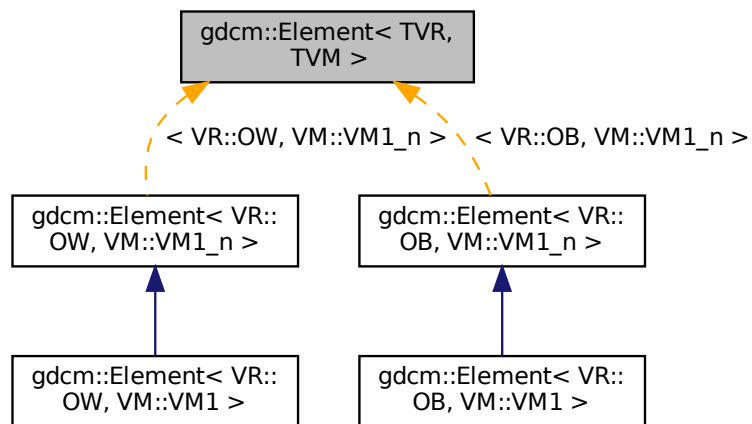 gdcm::Element< TVR,
TVM >
< VR::OW, VM::VM1_n >
< VR::OB, VM::VM1_n >
gdcm::Element< VR::
OW, VM::VM1_n >
gdcm::Element< VR::
OB, VM::VM1_n >
gdcm::Element< VR::
OW, VM::VM1 >
gdcm::Element< VR::
OB, VM::VM1 >